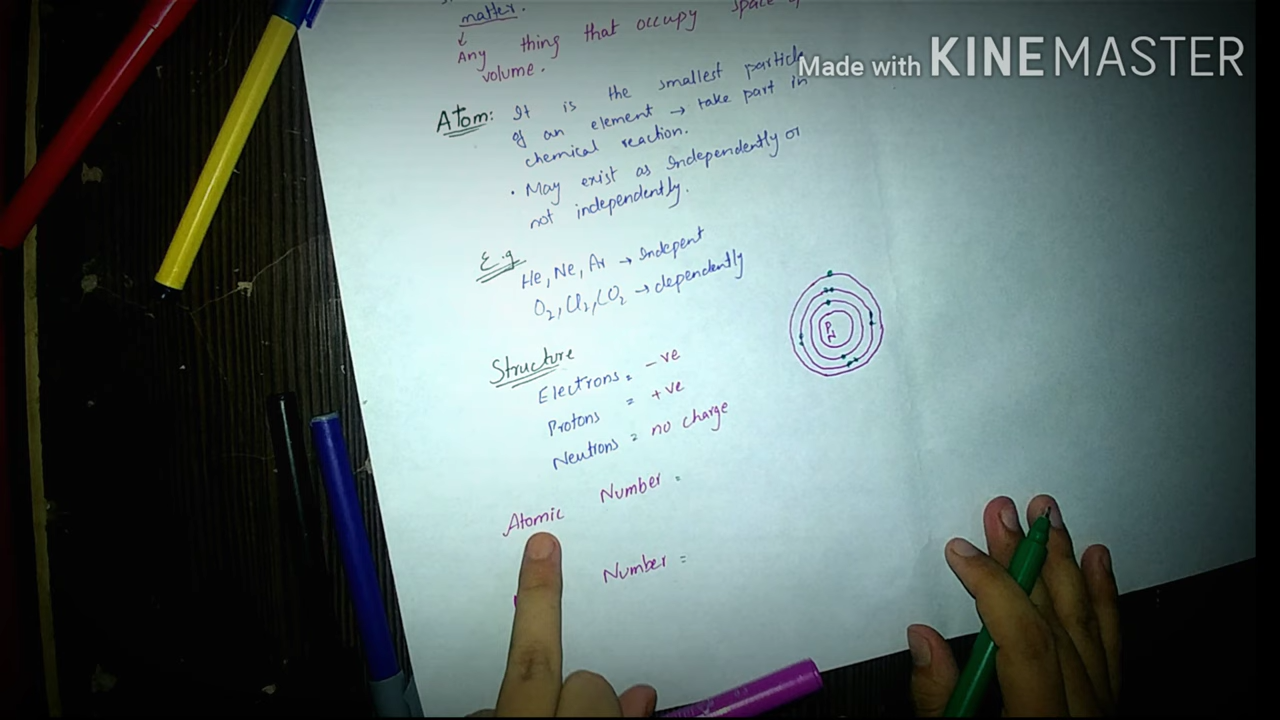 matter.
Any thing that occupy space
volume.
Atom: It is the smallest particle
of an element → take part in
chemical reaction.
• May exist as Independently or
not independently.
E.g
He, Ne, Ar → Indepent
O2, Cl2, CO2 → dependently
Structure
Electrons = -ve
Protons = +ve
Neutrons = no charge
Atomic Number =
Number =
P
N
Made with KINEMASTER